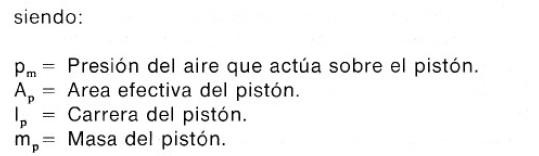 siendo:
pₘ = Presión del aire que actúa sobre el pistón.
Aₚ = Area efectiva del pistón.
lₚ = Carrera del pistón.
mₚ= Masa del pistón.